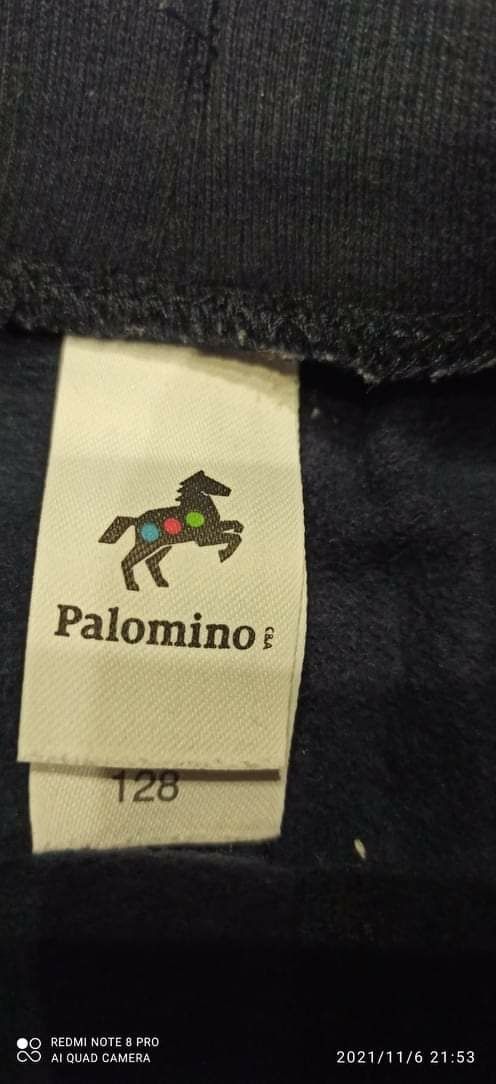 Palomino C&A
128
REDMI NOTE 8 PRO
AI QUAD CAMERA
2021/11/6 21:53